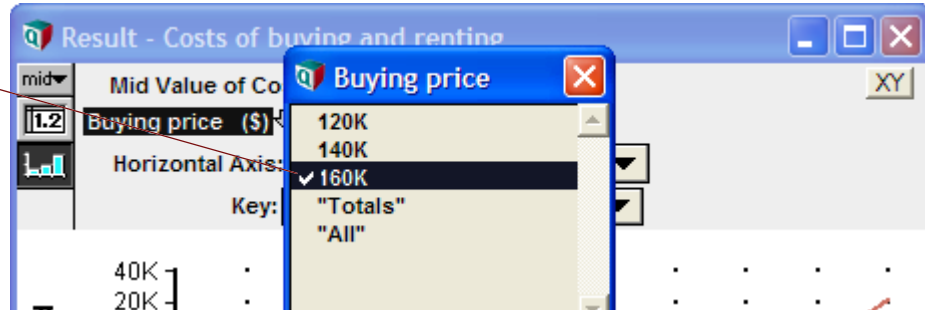 Result - Costs of buying and renting
mid
Mid Value of Co
Buying price
XY
1.2
Buying price ($)
120K
140K
Horizontal Axis:
160K
Key:
"Totals"
"All"
40K
20K